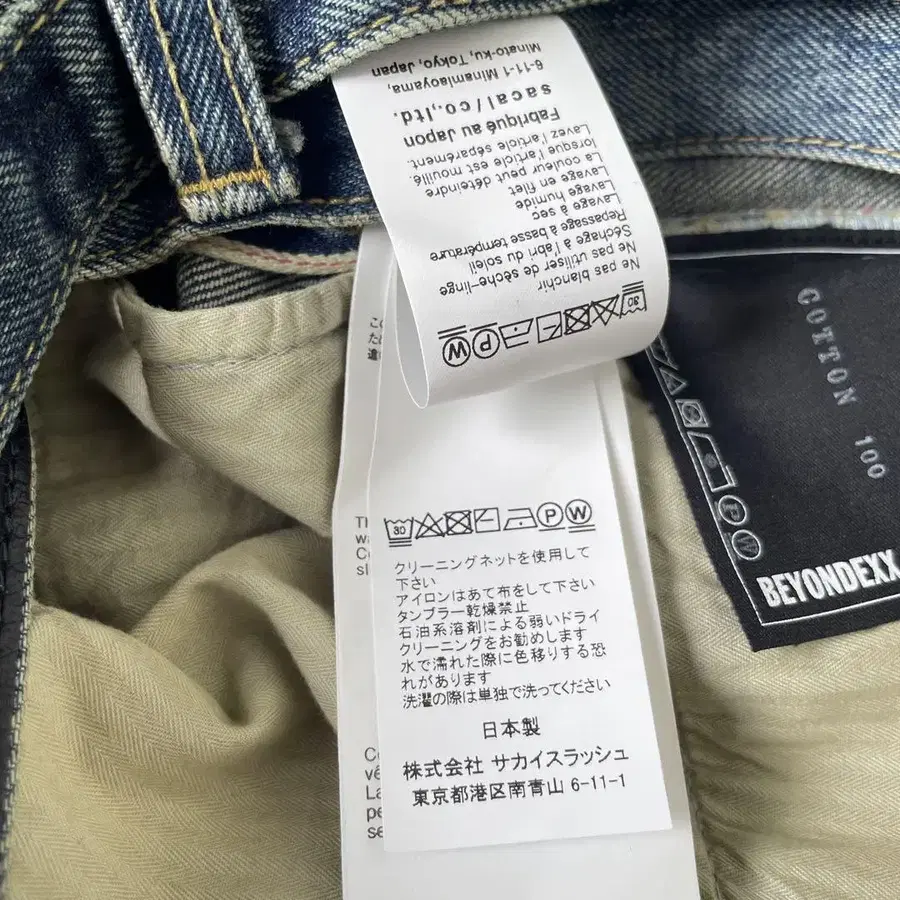 Ne pas blanchir
Ne pas utiliser de sèche-linge
Séchage à l'abri du soleil
Repassage à basse température
à sec
Lavage humide
Lavage en filet
La couleur peut déteindre
lorsque l'article est mouillé.
Lavez l'article séparément.
Fabriqué au Japon
sacai/co.,ltd.
6-11-1 Minamiaoyama,
Minato-ku, Tokyo, Japan
30
P
W
COTTON 100
P
W
BEYONDEXX
30
P
W
クリーニングネットを使用して
下さい
アイロンはあて布をして下さい
タンブラー乾燥禁止
石油系溶剤による弱いドライ
クリーニングをお勧めします
水で濡れた際に色移りする恐
れがあります
洗濯の際は単独で洗ってください
日本製
株式会社 サカイスラッシュ
東京都港区南青山 6-11-1